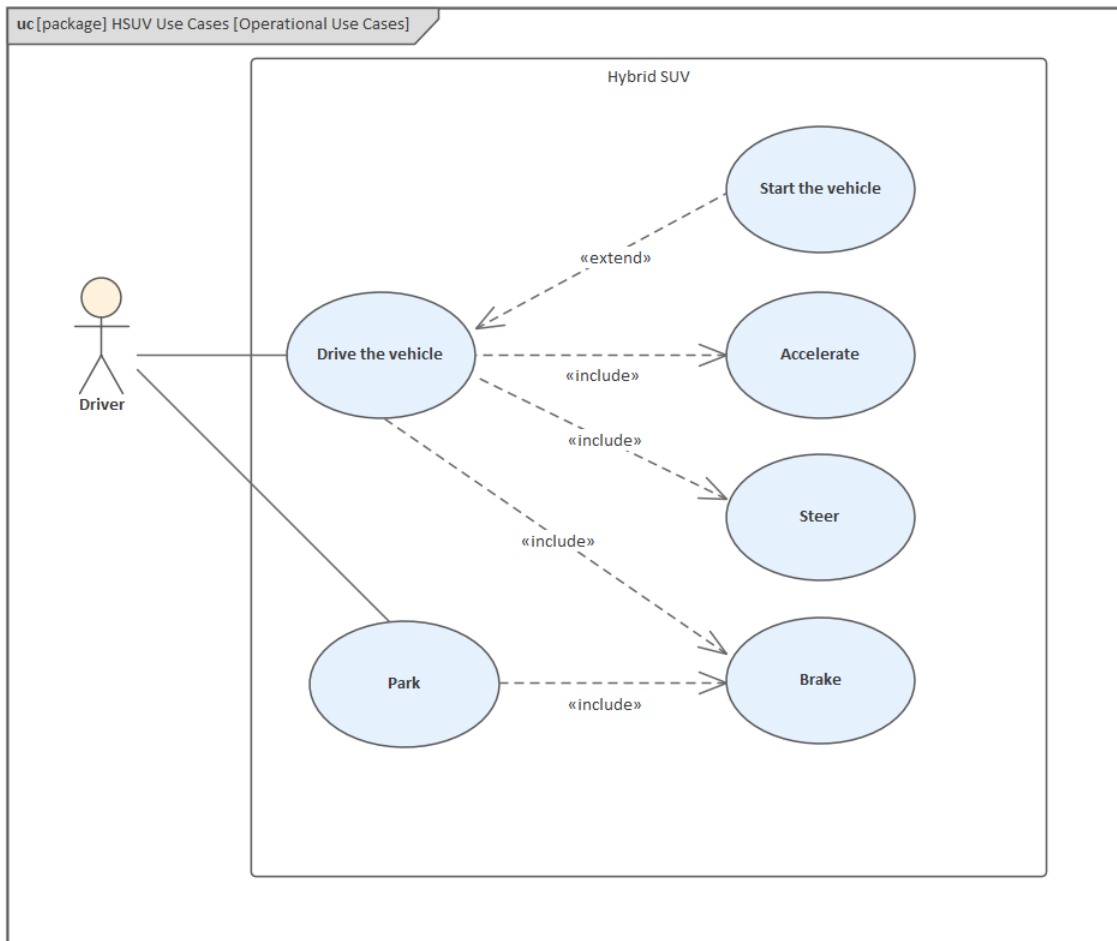 uc [package] HSUV Use Cases [Operational Use Cases]
Hybrid SUV
Start the vehicle
«extend»
Drive the vehicle
Accelerate
«include»
Driver
«include»
Steer
«include»
Park
Brake
«include»